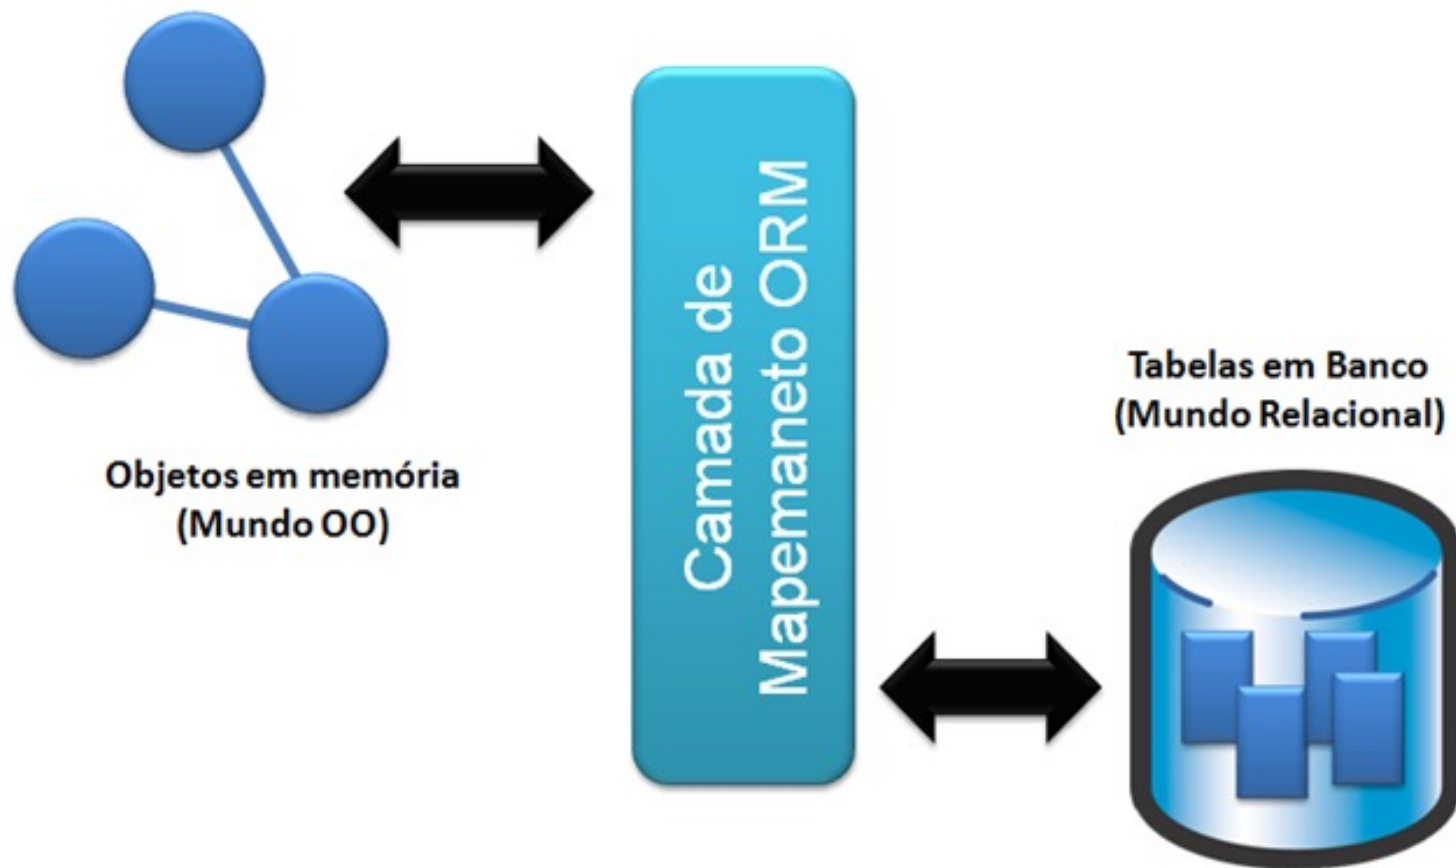 Camada de
Mapemaneto ORM
Objetos em memória
(Mundo OO)
Tabelas em Banco
(Mundo Relacional)